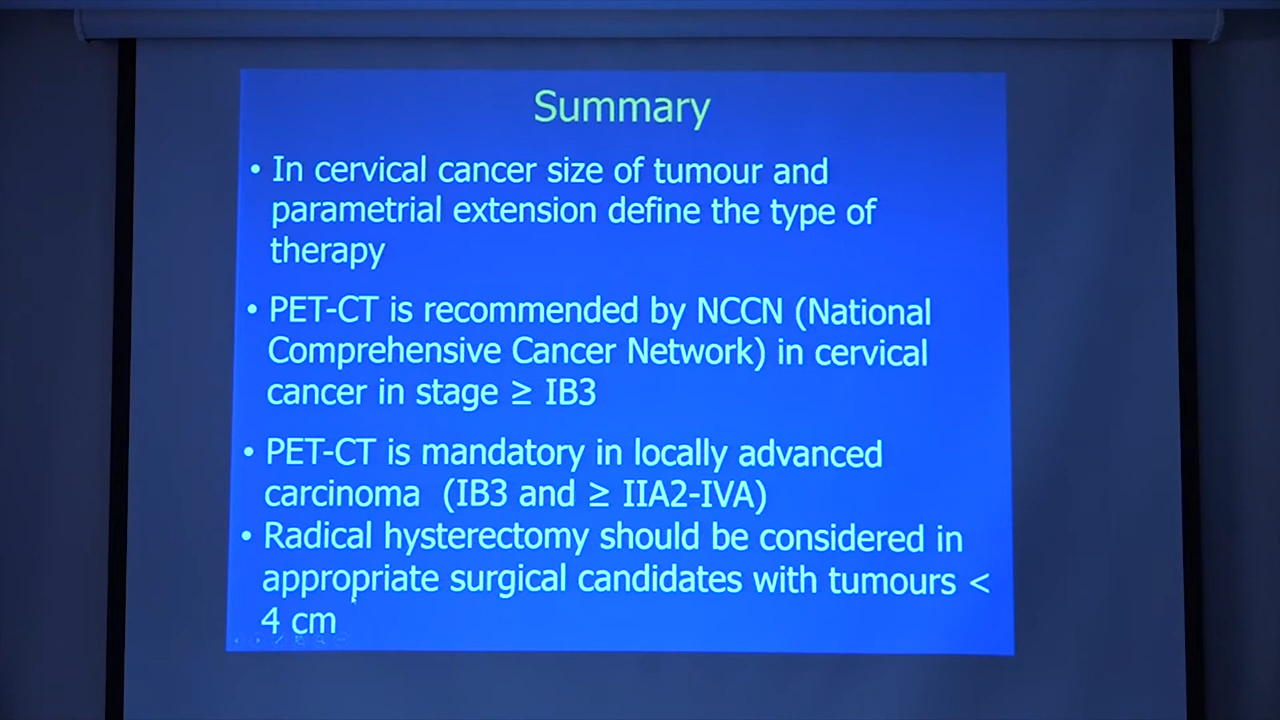 Summary
• In cervical cancer size of tumour and
parametrial extension define the type of
therapy
• PET-CT is recommended by NCCN (National
Comprehensive Cancer Network) in cervical
cancer in stage ≥ IB3
• PET-CT is mandatory in locally advanced
carcinoma (IB3 and ≥ IIA2-IVA)
• Radical hysterectomy should be considered in
appropriate surgical candidates with tumours <
4 cm